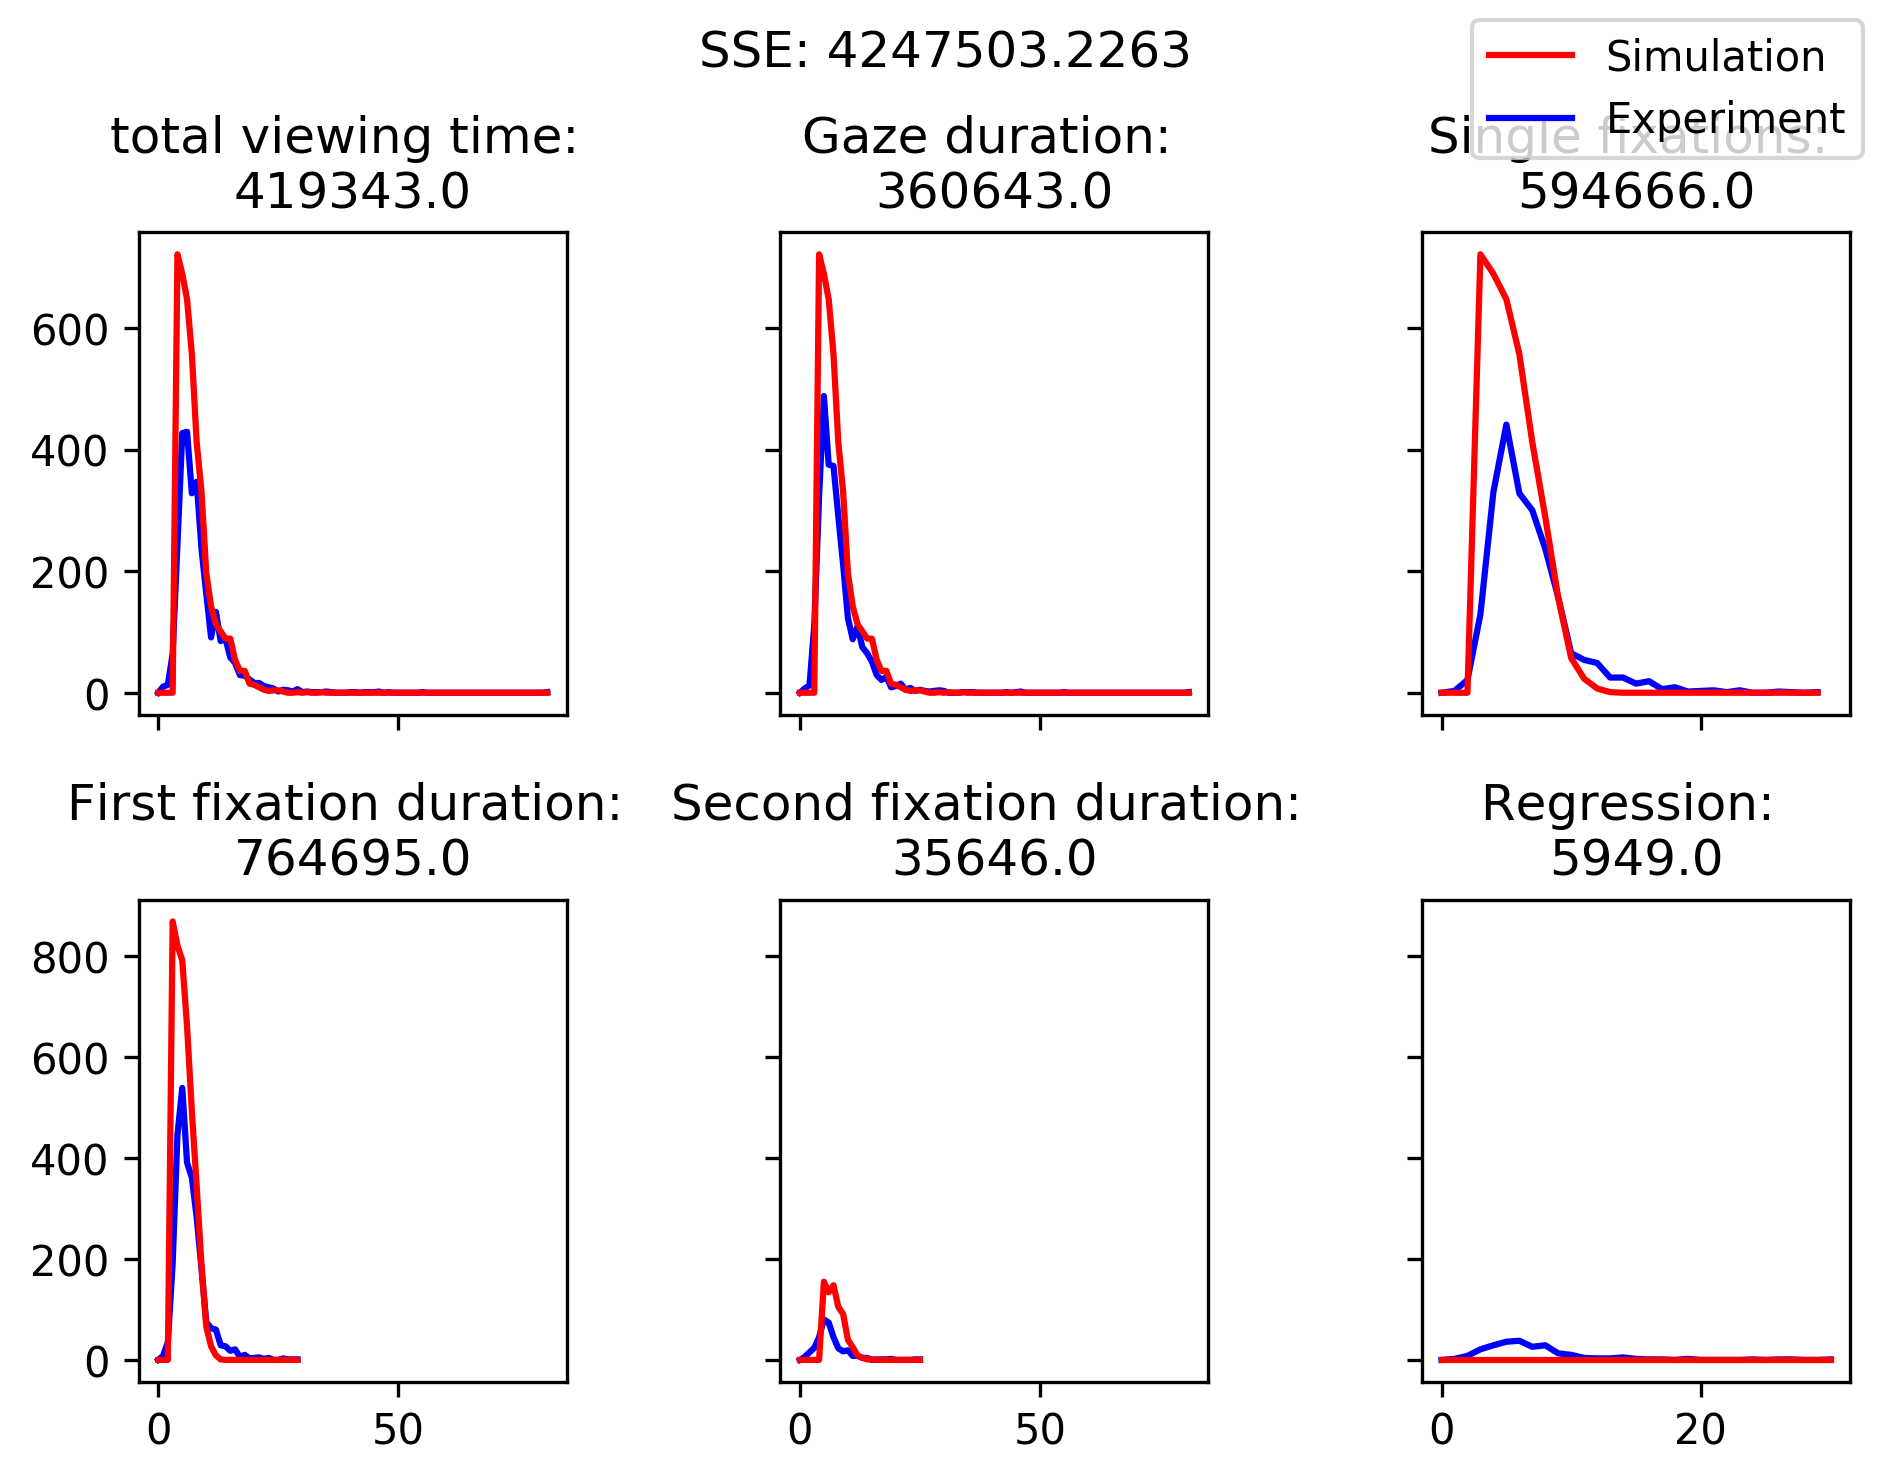 SSE: 4247503.2263
Simulation
Experiment
total viewing time:
419343.0
Gaze duration:
360643.0
Single fixations:
594666.0
600
400
200
0
First fixation duration:
764695.0
Second fixation duration:
35646.0
Regression:
5949.0
800
600
400
200
0
0 50
0 50
0 20